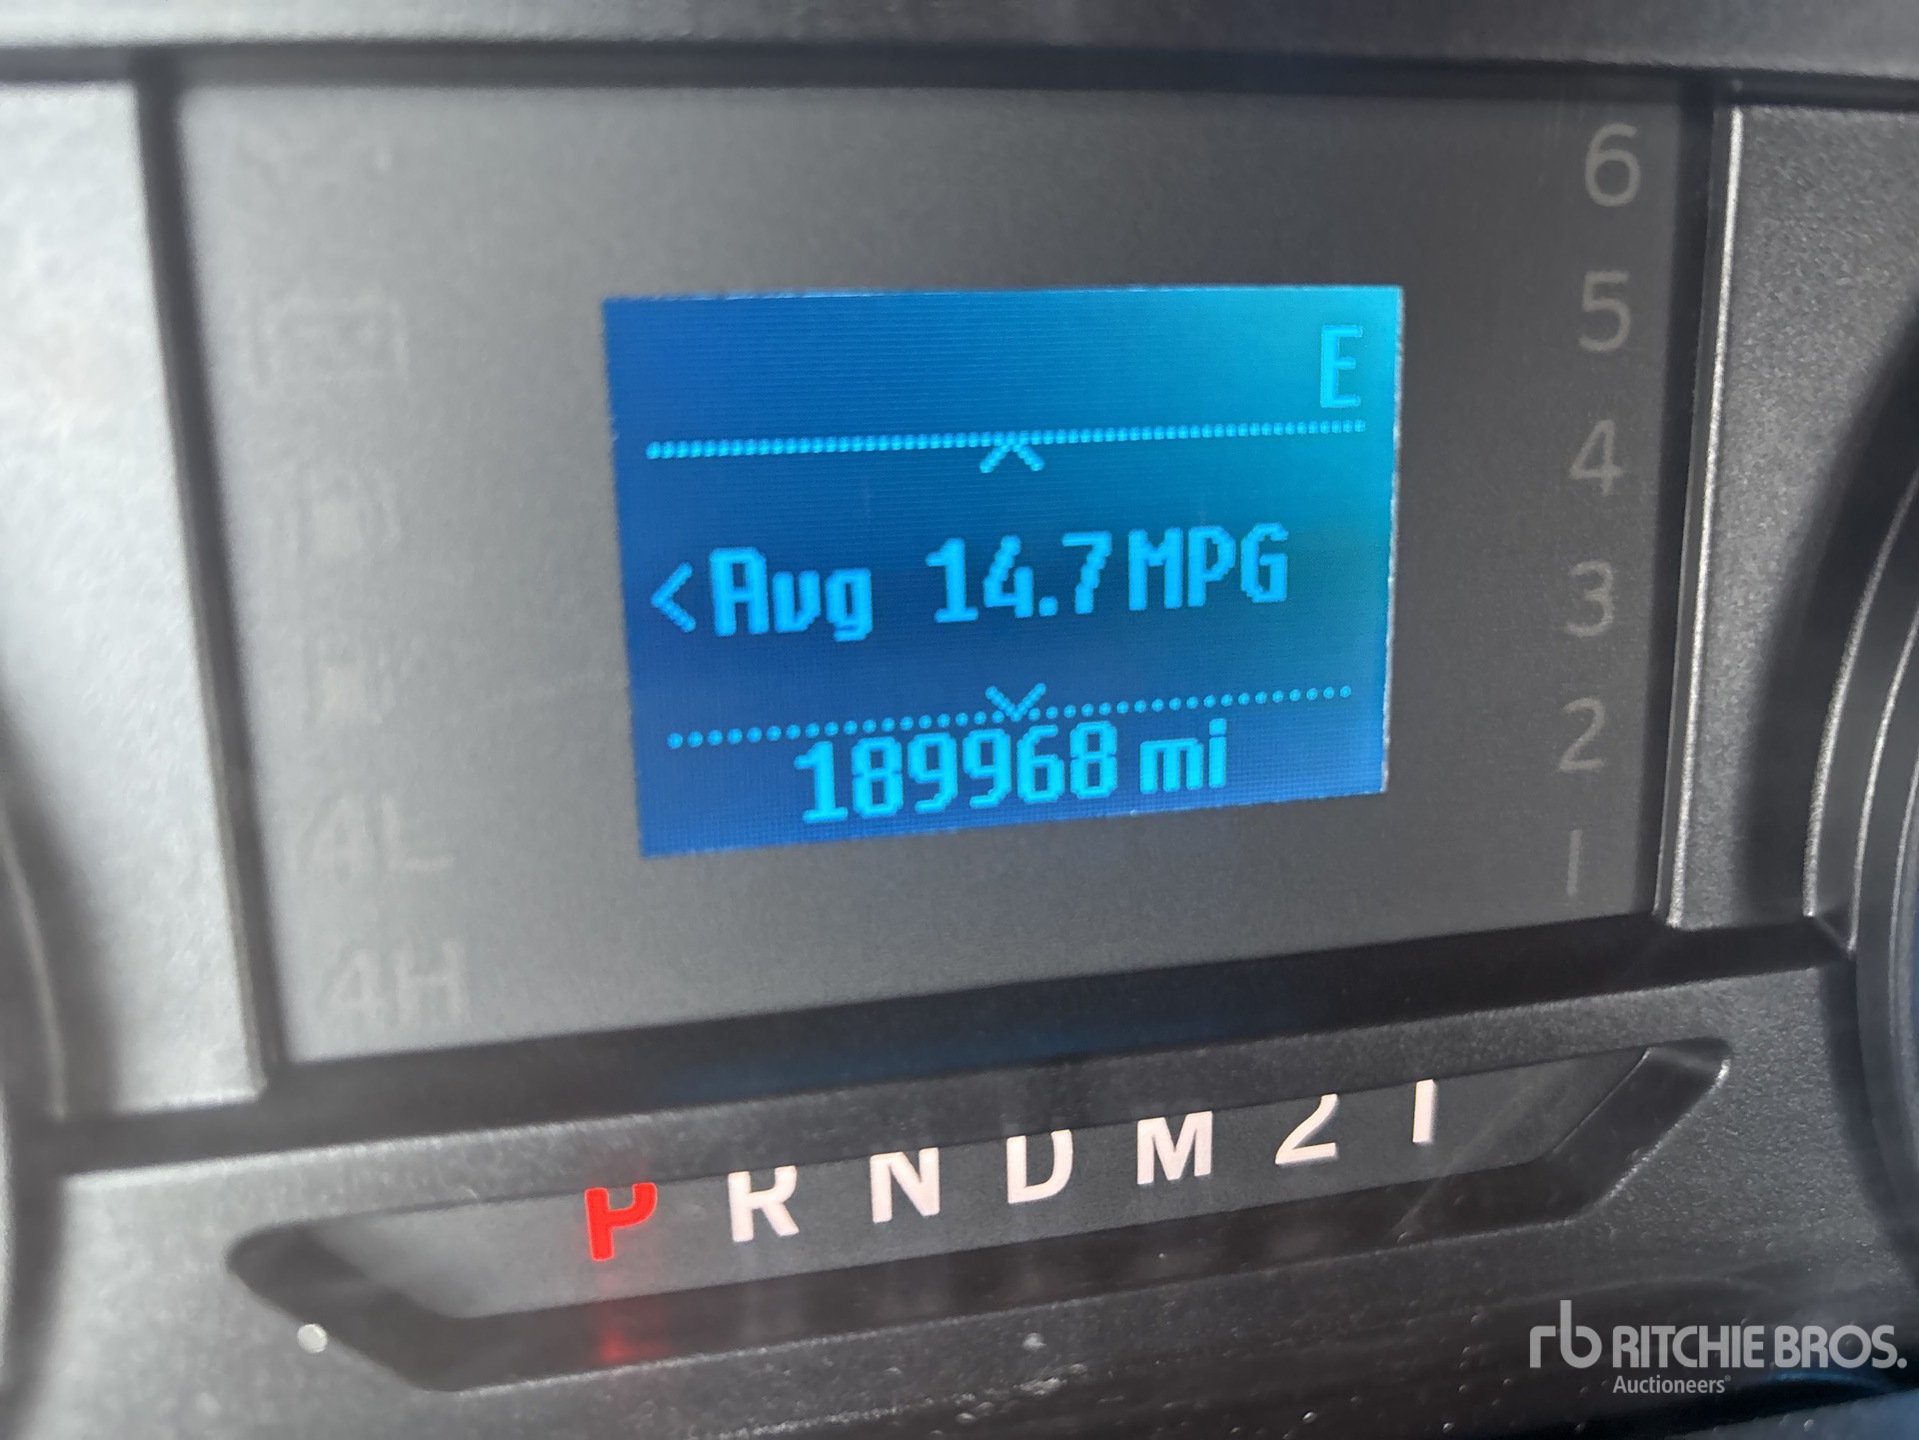 6
5
4
3
2
1
E
<Avg 14.7 MPG
189968 mi
4L
4H
P R N D M 2 1
rb RITCHIE BROS.
Auctioneers